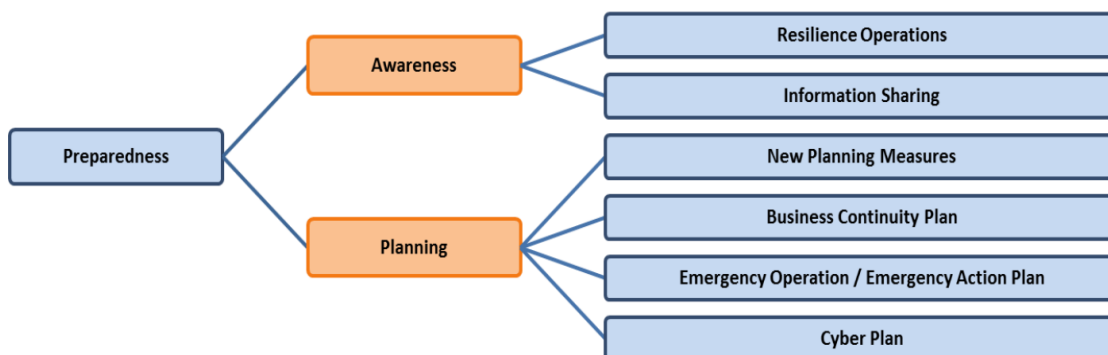 Preparedness
Awareness
Resilience Operations
Information Sharing
Planning
New Planning Measures
Business Continuity Plan
Emergency Operation / Emergency Action Plan
Cyber Plan